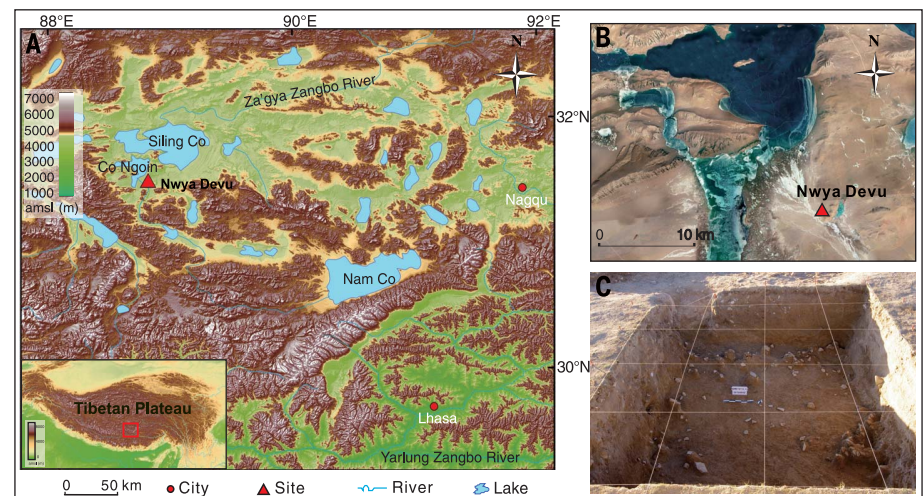 88°E
90°E
92°E
A
N
Za'gya Zangbo River
7000
6000
5000
4000
3000
2000
1000
amsl (m)
32°N
Siling Co
Co Ngoin
Nwya Devu
Nagqu
Nam Co
30°N
Tibetan Plateau
Lhasa
Yarlung Zangbo River
0 50 km
City
Site
River
Lake
B
N
Nwya Devu
0 10 km
C